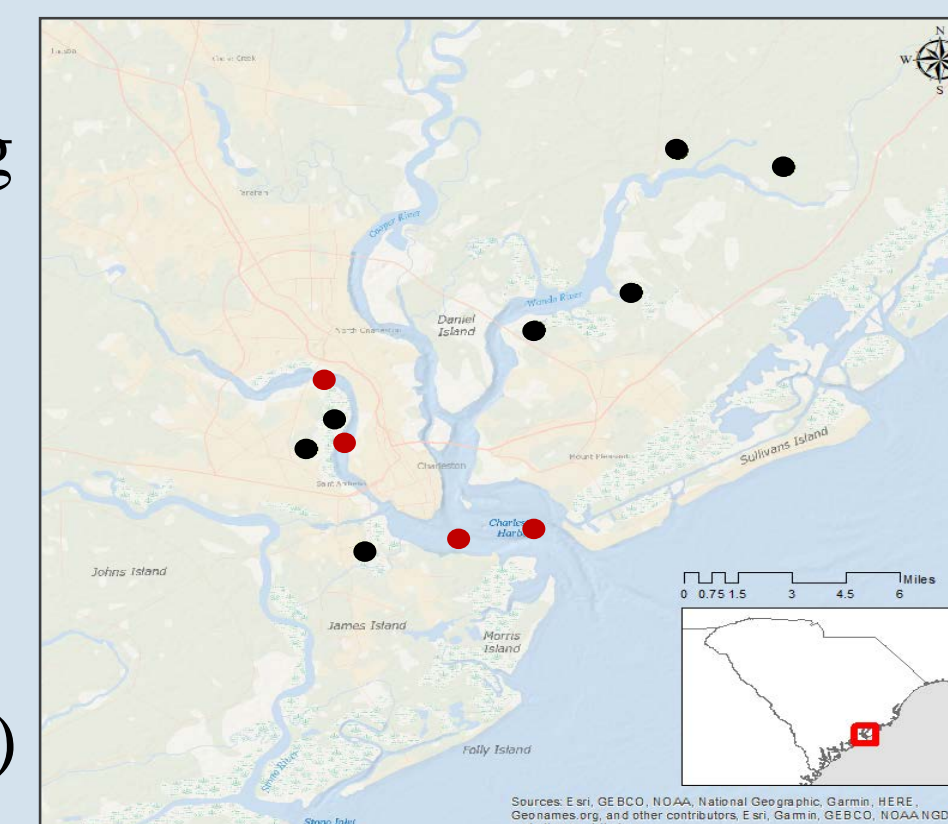 g
)
N
W
S
Cooper River
Wando River
Daniel
Island
North Charleston
Mount Pleasant
Charleston
Sullivans Island
Johns Island
James Island
Morris
Island
Folly Island
Stono River
Stono Inlet
Miles
0 0.75 1.5 3 4.5 6
Sources: Esri, GEBCO, NOAA, National Geographic, Garmin, HERE,
Geonames.org, and other contributors, Esri, Garmin, GEBCO, NOAA NGD